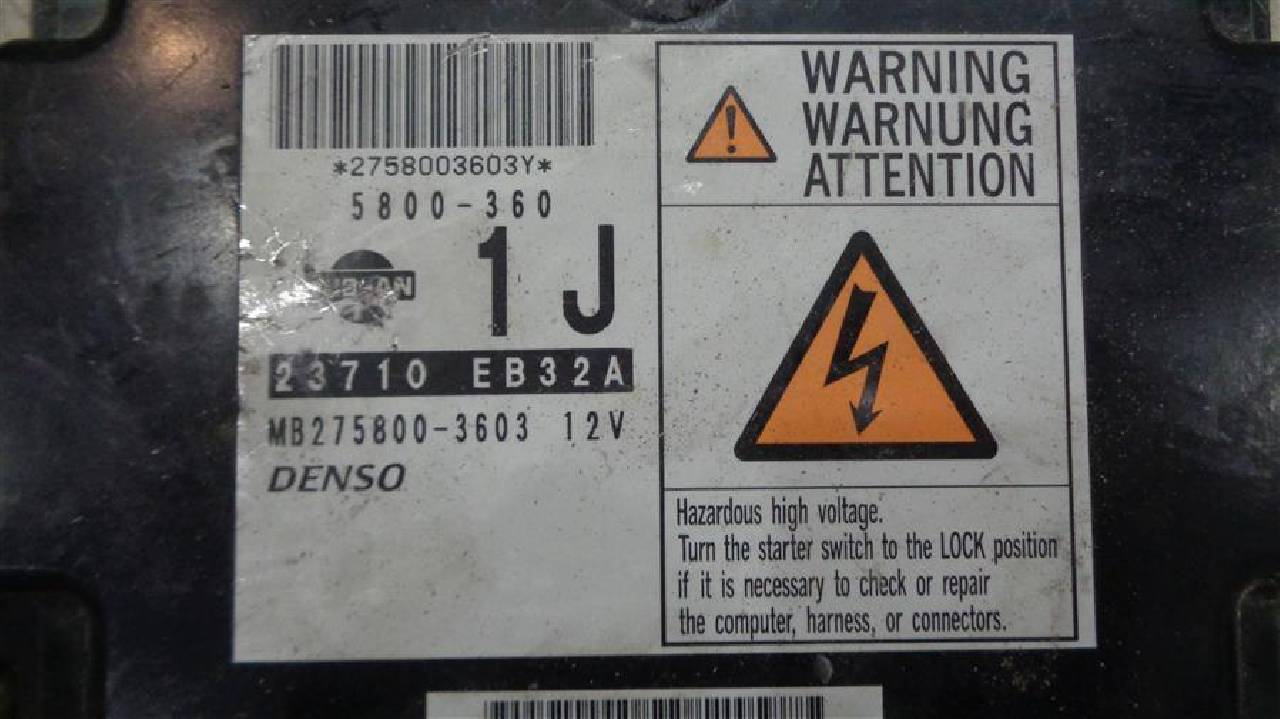 *2758003603Y*
5800-360
1J
23710 EB32A
MB275800-3603 12V
DENSO
WARNING
WARNUNG
ATTENTION
Hazardous high voltage.
Turn the starter switch to the LOCK position
if it is necessary to check or repair
the computer, harness, or connectors.